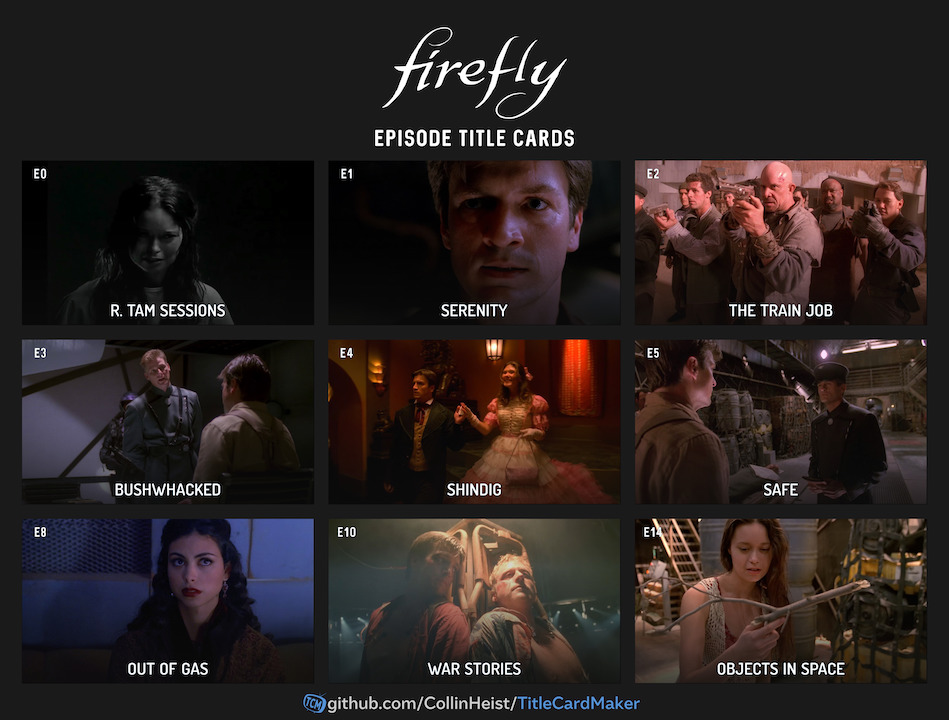 firefly
EPISODE TITLE CARDS
E0
R. TAM SESSIONS
E1
SERENITY
E2
THE TRAIN JOB
E3
BUSHWHACKED
E4
SHINDIG
E5
SAFE
E8
OUT OF GAS
E10
WAR STORIES
E14
OBJECTS IN SPACE
TCM github.com/CollinHeist/TitleCardMaker